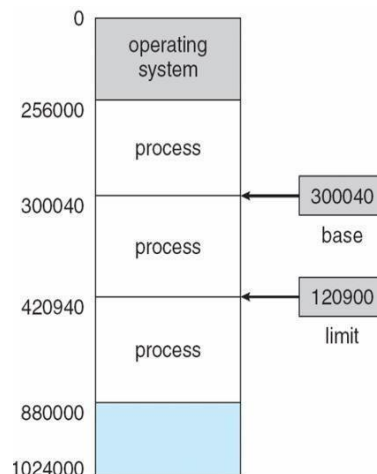 0
operating
system
256000
process
300040
300040
base
process
420940
120900
limit
process
880000
1024000